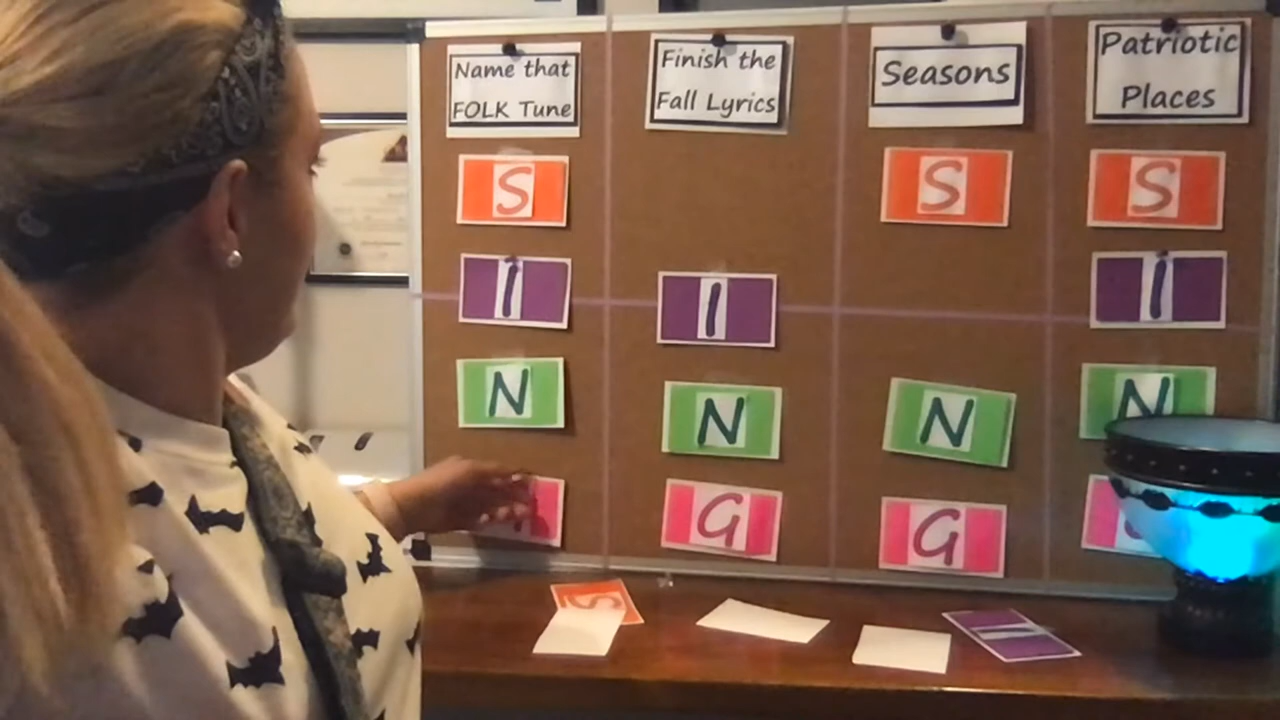 Name that
FOLK Tune
Finish the
Fall Lyrics
Seasons
Patriotic
Places
S
S
S
I
I
I
N
N
N
N
G
G
S
I